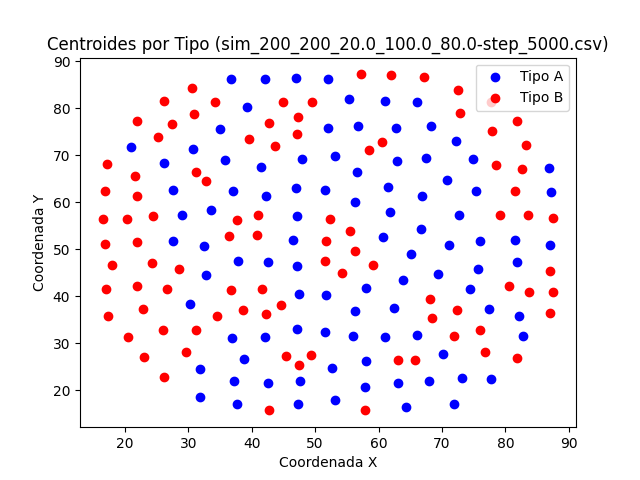 Centroides por Tipo (sim_200_200_20.0_100.0_80.0-step_5000.csv)
Tipo A
Tipo B
Coordenada Y
90
80
70
60
50
40
30
20
20 30 40 50 60 70 80 90
Coordenada X